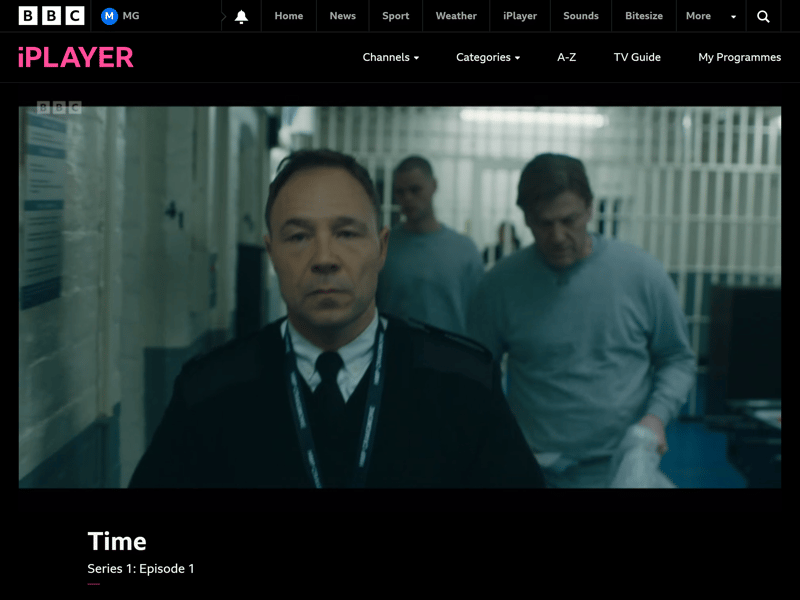 BBC
M MG
Home
News
Sport
Weather
iPlayer
Sounds
Bitesize
More
iPLAYER
Channels
Categories
A-Z
TV Guide
My Programmes
BBC
Time
Series 1: Episode 1